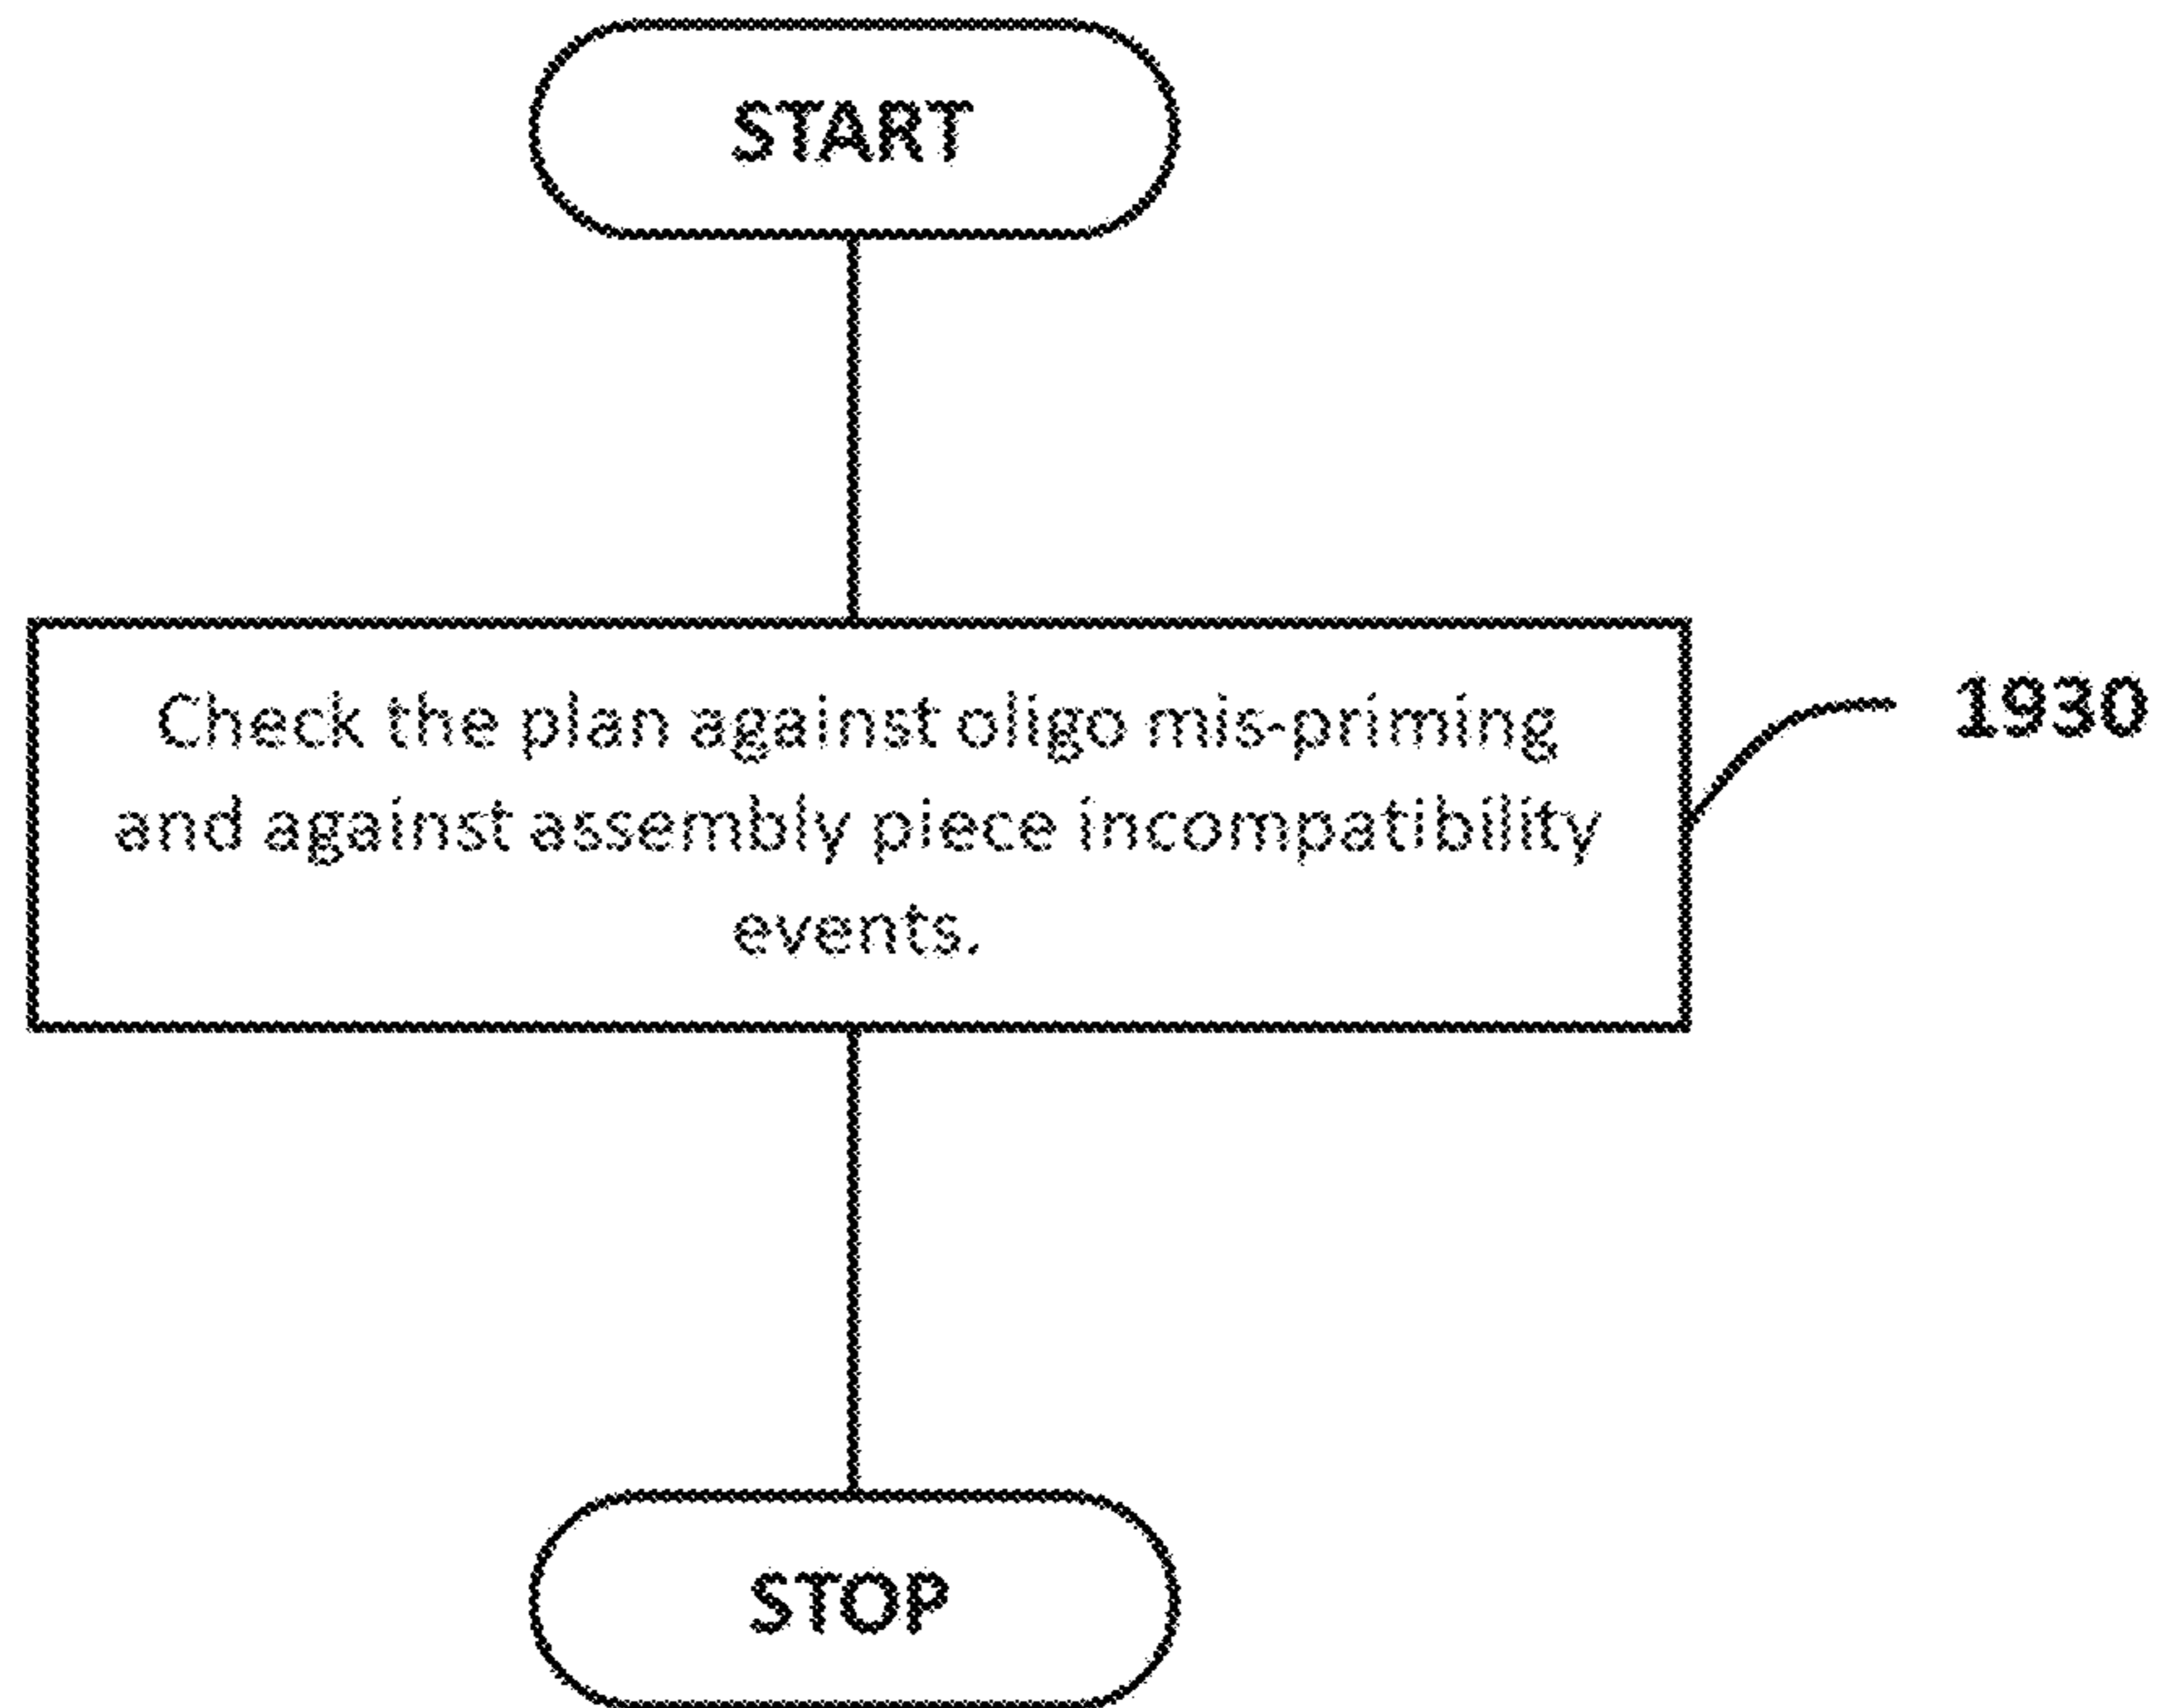 START
Check the plan against oligo mis-priming
and against assembly piece incompatibility
events.
1930
STOP